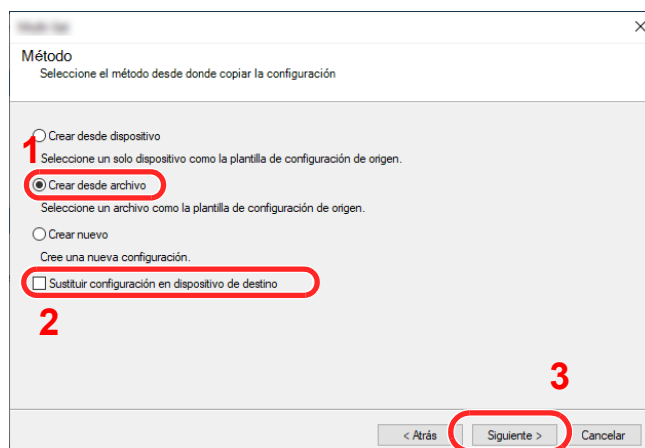 Método
Seleccione el método desde donde copiar la configuración
Crear desde dispositivo
1
Seleccione un solo dispositivo como la plantilla de configuración de origen.
Crear desde archivo
Seleccione un archivo como la plantilla de configuración de origen.
Crear nuevo
Cree una nueva configuración.
Sustituir configuración en dispositivo de destino
2
3
< Atrás Siguiente > Cancelar